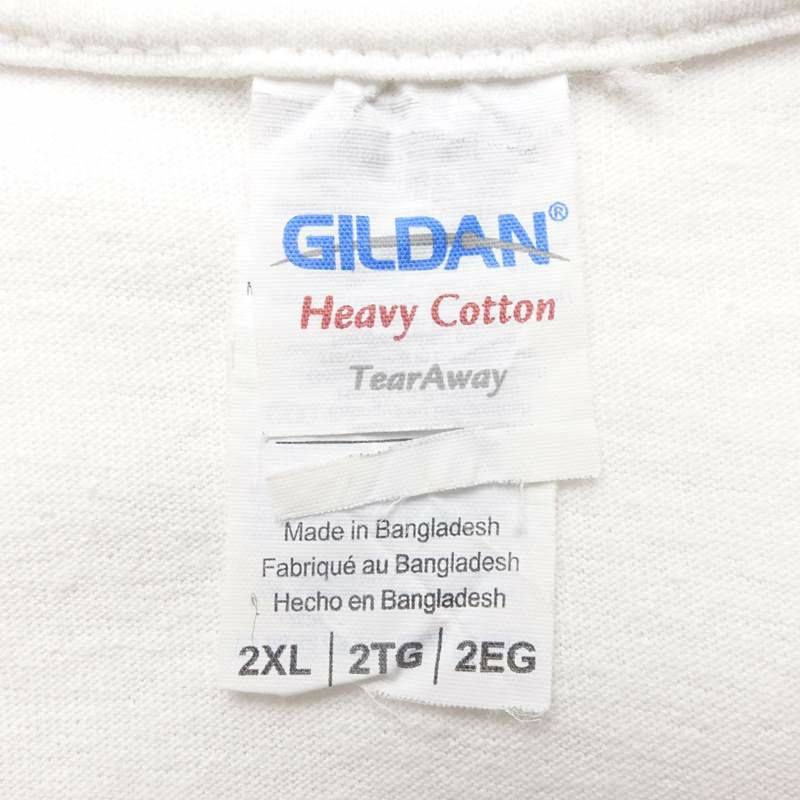 GILDAN®
Heavy Cotton
TearAway
Made in Bangladesh
Fabriqué au Bangladesh
Hecho en Bangladesh
2XL | 2TG | 2EG